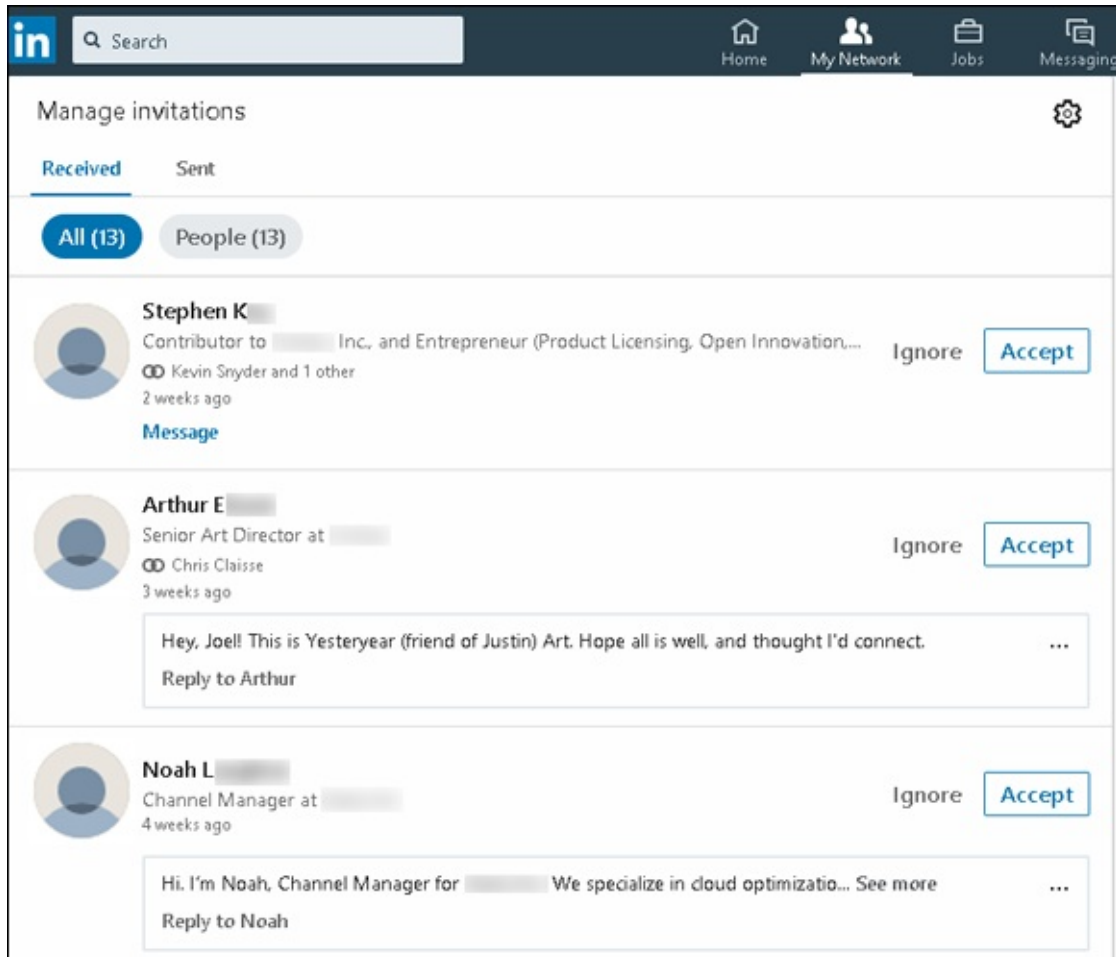 in
Search
Home
My Network
Jobs
Messaging
Manage invitations
Received Sent
All (13) People (13)
Stephen K
Contributor to Inc., and Entrepreneur (Product Licensing, Open Innovation,...
Ignore Accept
Kevin Snyder and 1 other
2 weeks ago
Message
Arthur E
Senior Art Director at
Ignore Accept
Chris Claisse
3 weeks ago
Hey, Joel! This is Yesteryear (friend of Justin) Art. Hope all is well, and thought I'd connect. ...
Reply to Arthur
Noah L
Channel Manager at
Ignore Accept
4 weeks ago
Hi. I'm Noah, Channel Manager for We specialize in cloud optimizatio... See more ...
Reply to Noah